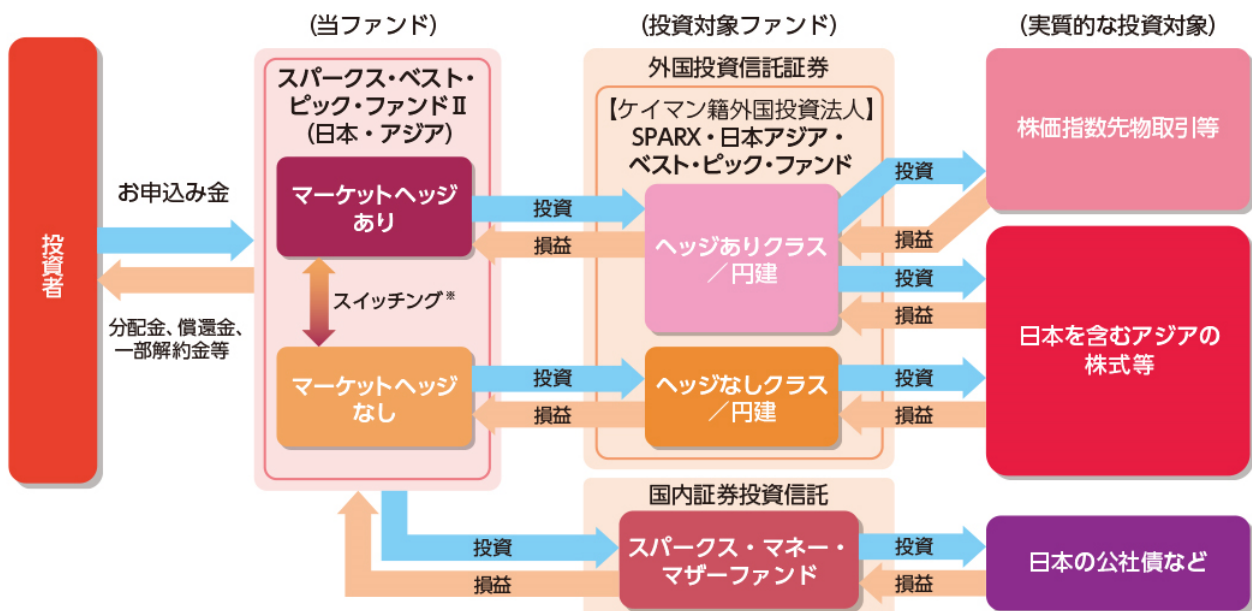 (当ファンド)
(投資対象ファンド)
(実質的な投資対象)
投資者
お申込み金
分配金、償還金、
一部解約金等
スパークス・ベスト・
ピック・ファンドⅡ
(日本・アジア)
マーケットヘッジ
あり
スイッチング※
マーケットヘッジ
なし
投資
損益
投資
損益
投資
損益
外国投資信託証券
【ケイマン籍外国投資法人】
SPARX・日本アジア・
ベスト・ピック・ファンド
ヘッジありクラス
／円建
ヘッジなしクラス
／円建
国内証券投資信託
スパークス・マネー・
マザーファンド
投資
損益
投資
損益
投資
損益
投資
損益
株価指数先物取引等
日本を含むアジアの
株式等
日本の公社債など